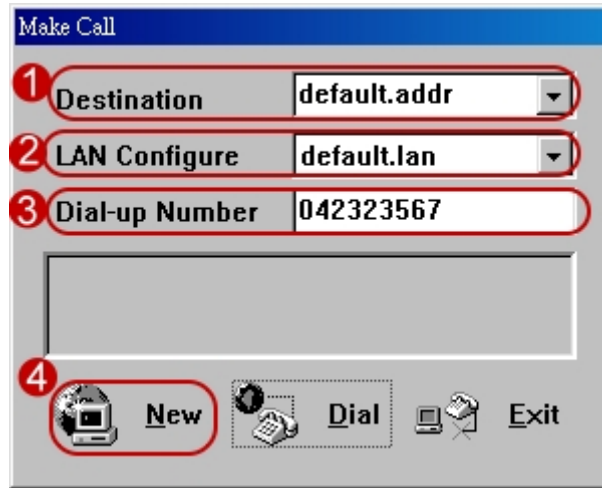 Make Call
1 Destination default.addr
2 LAN Configure default.lan
3 Dial-up Number 042323567
4 New Dial Exit